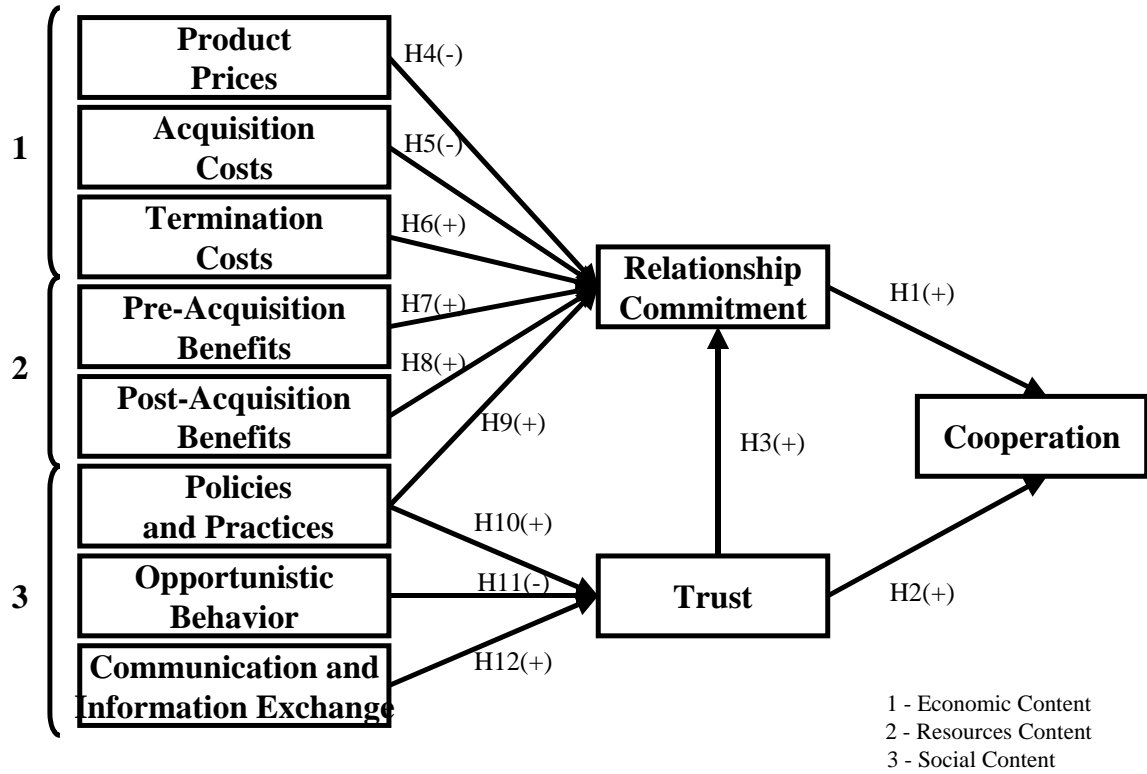 1
Product
Prices
Acquisition
Costs
Termination
Costs
2
Pre-Acquisition
Benefits
Post-Acquisition
Benefits
3
Policies
and Practices
Opportunistic
Behavior
Communication and
Information Exchange
H4(-)
H5(-)
H6(+)
H7(+)
H8(+)
H9(+)
H10(+)
H11(-)
H12(+)
Relationship
Commitment
H3(+)
Trust
H1(+)
H2(+)
Cooperation
1 - Economic Content
2 - Resources Content
3 - Social Content